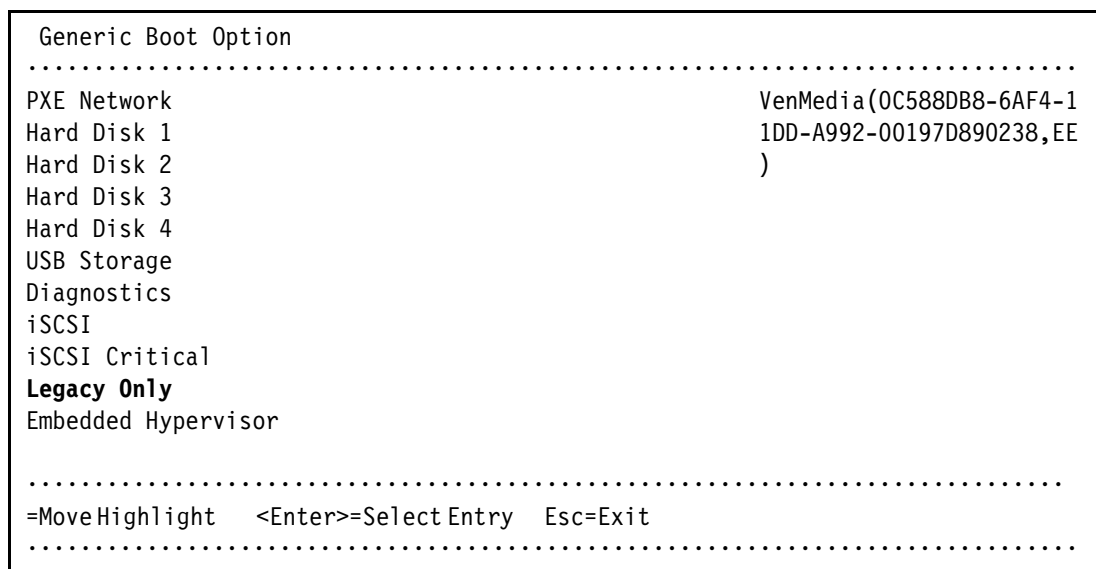 Generic Boot Option
...............................................................................
PXE Network VenMedia(0C588DB8-6AF4-1
Hard Disk 1 1DD-A992-00197D890238,EE
Hard Disk 2 )
Hard Disk 3
Hard Disk 4
USB Storage
Diagnostics
iSCSI
iSCSI Critical
Legacy Only
Embedded Hypervisor
..............................................................................
=Move Highlight <Enter>=Select Entry Esc=Exit
...............................................................................